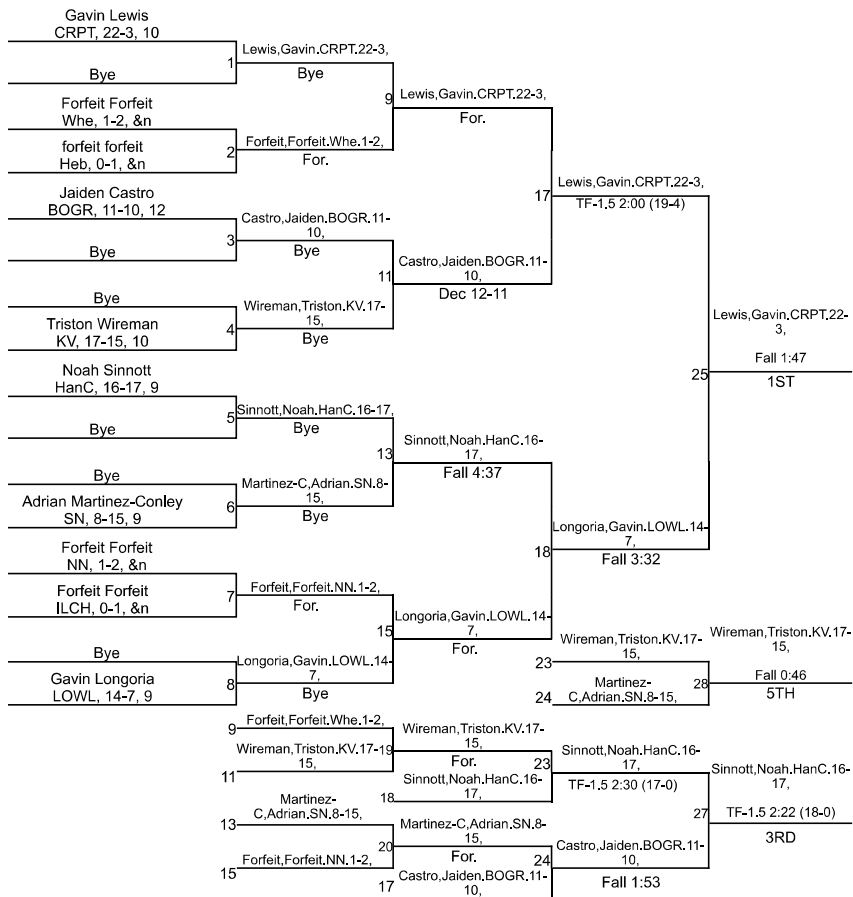 Gavin Lewis
CRPT, 22-3, 10
Lewis,Gavin.CRPT.22-3,
1
Bye
Bye
9
Lewis,Gavin.CRPT.22-3,
For.
Forfeit Forfeit
Whe, 1-2, &n
Forfeit,Forfeit.Whe.1-2,
2
For.
forfeit forfeit
Heb, 0-1, &n
17
Lewis,Gavin.CRPT.22-3,
TF-1.5 2:00 (19-4)
Jaiden Castro
BOGR, 11-10, 12
Castro,Jaiden.BOGR.11-
10,
3
Bye
Bye
11
Castro,Jaiden.BOGR.11-
10,
Dec 12-11
Bye
Wireman,Triston.KV.17-
15,
4
Bye
Triston Wireman
KV, 17-15, 10
Lewis,Gavin.CRPT.22-
3,
25
Fall 1:47
1ST
Noah Sinnott
HanC, 16-17, 9
Sinnott,Noah.HanC.16-17,
5
Bye
Bye
13
Sinnott,Noah.HanC.16-
17,
Fall 4:37
Bye
Martinez-C,Adrian.SN.8-
15,
6
Bye
Adrian Martinez-Conley
SN, 8-15, 9
18
Longoria,Gavin.LOWL.14-
7,
Fall 3:32
Forfeit Forfeit
NN, 1-2, &n
Forfeit,Forfeit.NN.1-2,
7
For.
Forfeit Forfeit
ILCH, 0-1, &n
15
Longoria,Gavin.LOWL.14-
7,
For.
Bye
Longoria,Gavin.LOWL.14-
7,
8
Bye
Gavin Longoria
LOWL, 14-7, 9
Wireman,Triston.KV.17-
15,
23
Martinez-
C,Adrian.SN.8-15,
24
28
Wireman,Triston.KV.17-
15,
Fall 0:46
5TH
9
Forfeit,Forfeit.Whe.1-2,
Wireman,Triston.KV.17-
15,
11
19
Wireman,Triston.KV.17-
15,
For.
Sinnott,Noah.HanC.16-
17,
18
23
Sinnott,Noah.HanC.16-
17,
TF-1.5 2:30 (17-0)
Martinez-
C,Adrian.SN.8-15,
13
Forfeit,Forfeit.NN.1-2,
15
20
Martinez-C,Adrian.SN.8-
15,
For.
Castro,Jaiden.BOGR.11-
10,
17
24
Castro,Jaiden.BOGR.11-
10,
Fall 1:53
27
Sinnott,Noah.HanC.16-
17,
TF-1.5 2:22 (18-0)
3RD